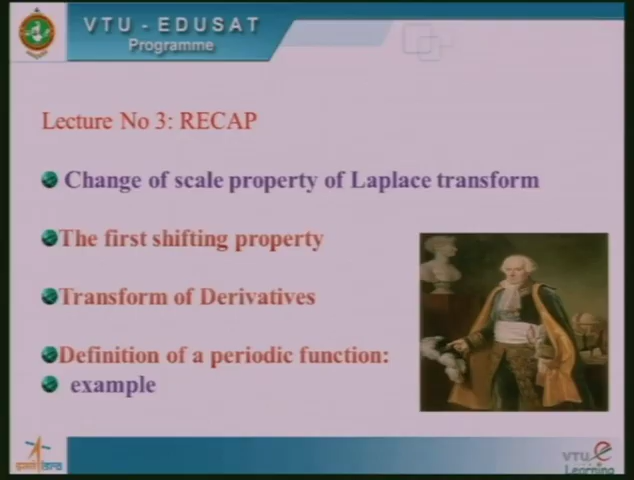 VTU - EDUSAT
Programme
Lecture No 3: RECAP
Change of scale property of Laplace transform
The first shifting property
Transform of Derivatives
Definition of a periodic function:
example
VTU e
Learning